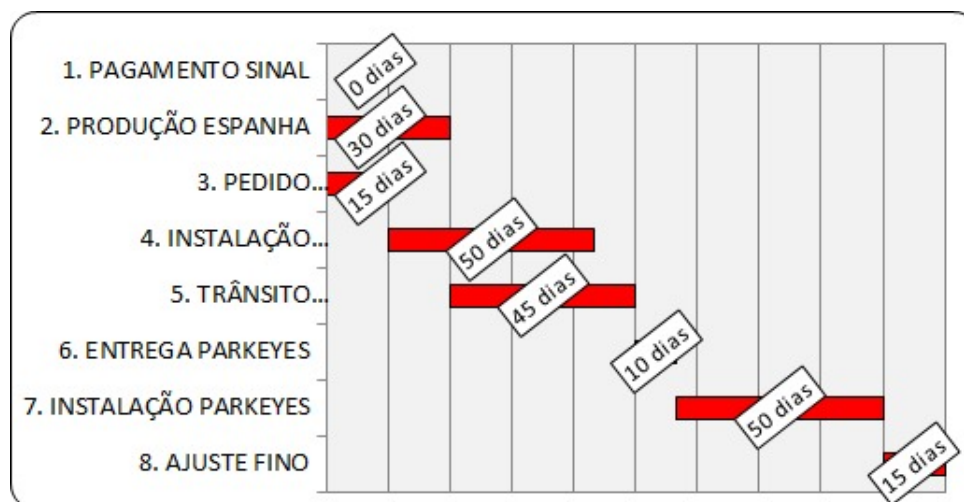 1. PAGAMENTO SINAL
0 dias
2. PRODUÇÃO ESPANHA
30 dias
3. PEDIDO...
15 dias
4. INSTALAÇÃO...
50 dias
5. TRÂNSITO...
45 dias
6. ENTREGA PARKEYES
10 dias
7. INSTALAÇÃO PARKEYES
50 dias
8. AJUSTE FINO
15 dias